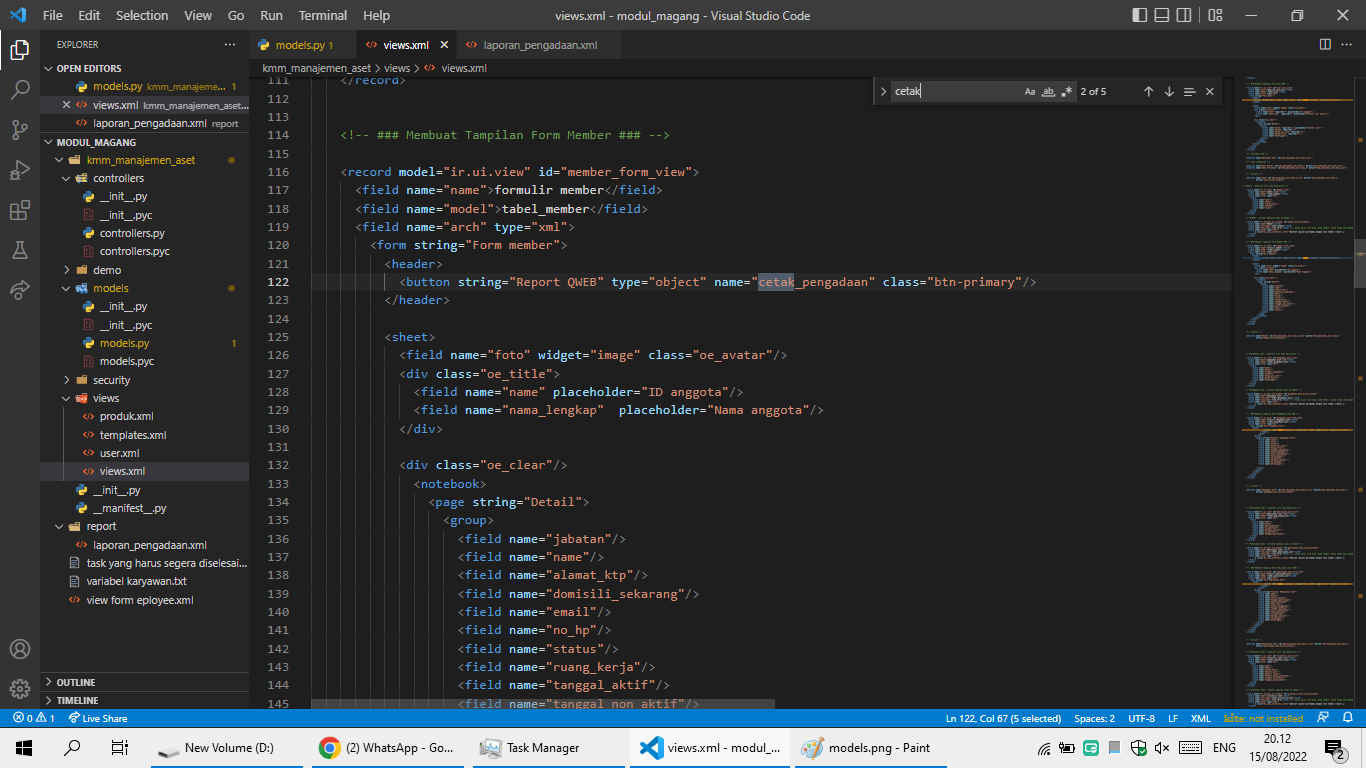 File Edit Selection View Go Run Terminal Help views.xml - modul_magang - Visual Studio Code
EXPLORER
OPEN EDITORS
models.py kmm_manajeme... 1
views.xml kmm_manajemen_aset...
laporan_pengadaan.xml report
MODUL_MAGANG
kmm_manajemen_aset
controllers
__init__.py
__init__.pyc
controllers.py
controllers.pyc
demo
models
__init__.py
__init__.pyc
models.py 1
models.pyc
security
views
produk.xml
templates.xml
user.xml
views.xml
__init__.py
__manifest__.py
report
laporan_pengadaan.xml
task yang harus segera diselesai...
variabel karyawan.txt
view form eployee.xml
OUTLINE
TIMELINE
models.py 1 views.xml laporan_pengadaan.xml
kmm_manajemen_aset > views > views.xml
cetak Aa ab 2 of 5
111 </record>
112
113
114 <!-- ### Membuat Tampilan Form Member ### -->
115
116 <record model="ir.ui.view" id="member_form_view">
117 <field name="name">formulir member</field>
118 <field name="model">tabel_member</field>
119 <field name="arch" type="xml">
120 <form string="Form member">
121 <header>
122 <button string="Report QWEB" type="object" name="cetak_pengadaan" class="btn-primary"/>
123 </header>
124
125 <sheet>
126 <field name="foto" widget="image" class="oe_avatar"/>
127 <div class="oe_title">
128 <field name="name" placeholder="ID anggota"/>
129 <field name="nama_lengkap"  placeholder="Nama anggota"/>
130 </div>
131
132 <div class="oe_clear"/>
133 <notebook>
134 <page string="Detail">
135 <group>
136 <field name="jabatan"/>
137 <field name="name"/>
138 <field name="alamat_ktp"/>
139 <field name="domisili_sekarang"/>
140 <field name="email"/>
141 <field name="no_hp"/>
142 <field name="status"/>
143 <field name="ruang_kerja"/>
144 <field name="tanggal_aktif"/>
145 <field name="tanggal_non_aktif"/>
0 1 Live Share Ln 122, Col 67 (5 selected) Spaces: 2 UTF-8 LF XML kite: not installed
New Volume (D:) (2) WhatsApp - Go... Task Manager views.xml - modul_... models.png - Paint ENG 20.12
15/08/2022 2